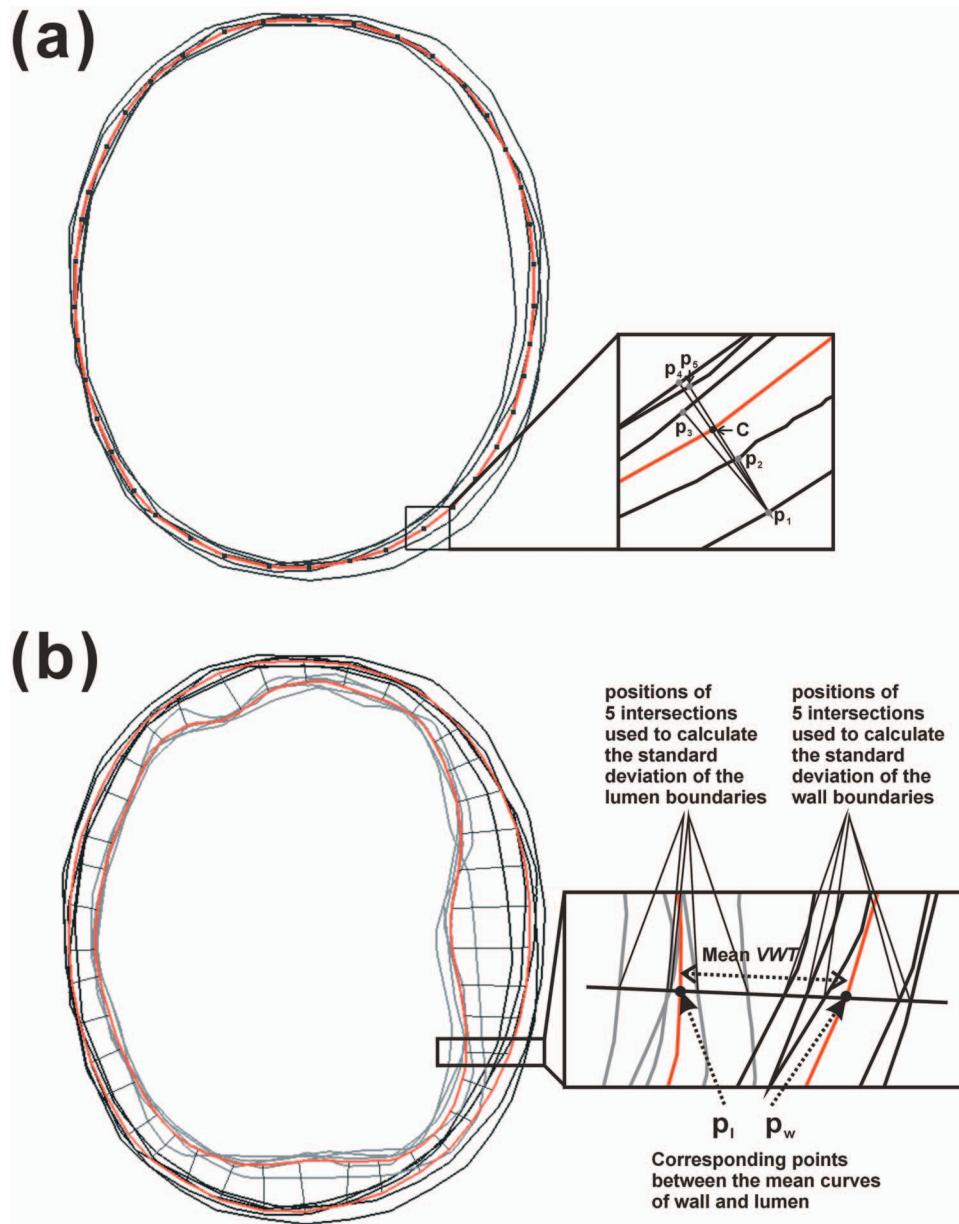 (a)
p₄ p₅
p₃
C
p₂
p₁
(b)
positions of
5 intersections
used to calculate
the standard
deviation of the
lumen boundaries
positions of
5 intersections
used to calculate
the standard
deviation of the
wall boundaries
Mean VWT
pₗ p_w
Corresponding points
between the mean curves
of wall and lumen